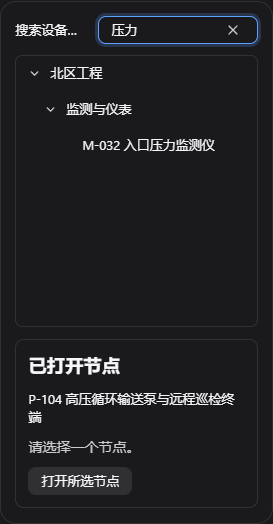 搜索设备...
压力
北区工程
监测与仪表
M-032 入口压力监测仪
已打开节点
P-104 高压循环输送泵与远程巡检终
端
请选择一个节点。
打开所选节点